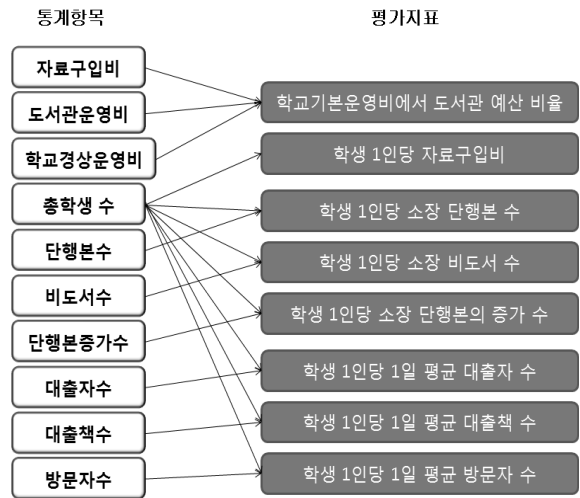 통계항목
평가지표
자료구입비
도서관운영비
학교경상운영비
총학생 수
단행본수
비도서수
단행본증가수
대출자수
대출책수
방문자수
학교기본운영비에서 도서관 예산 비율
학생 1인당 자료구입비
학생 1인당 소장 단행본 수
학생 1인당 소장 비도서 수
학생 1인당 소장 단행본의 증가 수
학생 1인당 1일 평균 대출자 수
학생 1인당 1일 평균 대출책 수
학생 1인당 1일 평균 방문자 수